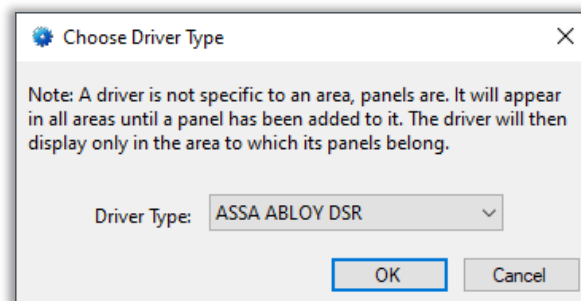 Choose Driver Type
Note: A driver is not specific to an area, panels are. It will appear
in all areas until a panel has been added to it. The driver will then
display only in the area to which its panels belong.
Driver Type: ASSA ABLOY DSR
OK Cancel